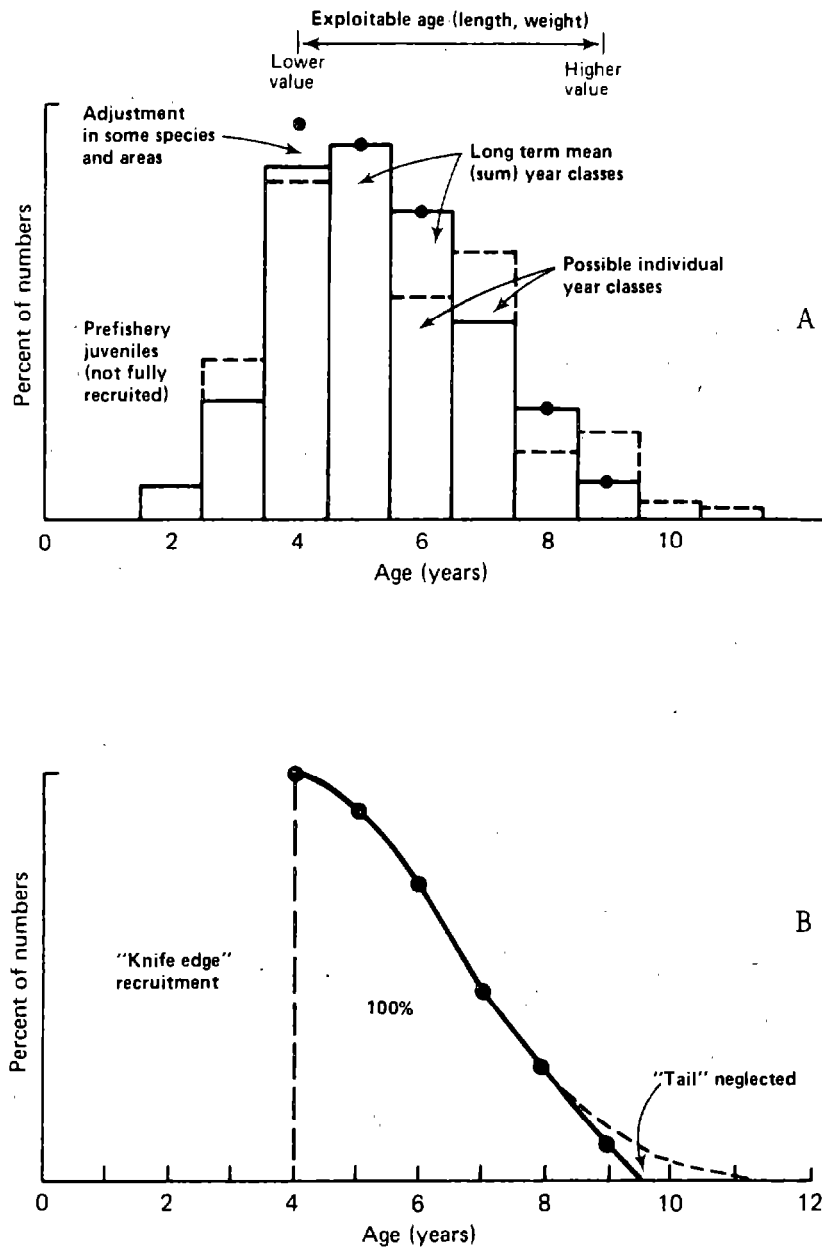 Exploitable age (length, weight)
Lower
value
Higher
value
Adjustment
in some species
and areas
Long term mean
(sum) year classes
Possible individual
year classes
Prefishery
juveniles
(not fully
recruited)
Percent of numbers
A
0 2 4 6 8 10
Age (years)
Percent of numbers
B
"Knife edge"
recruitment
100%
"Tail" neglected
0 2 4 6 8 10 12
Age (years)